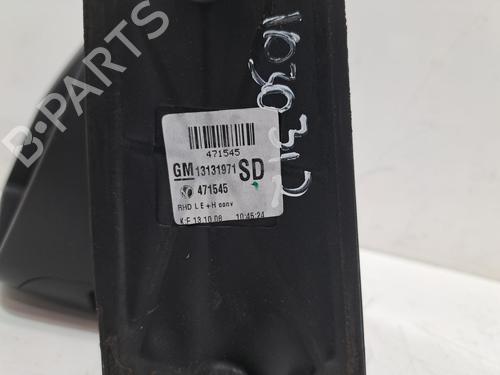 B-PARTS
471545
GM 13131971 SD
471545
RHD L E+H conv
K:F 13.10.08 10:45:24